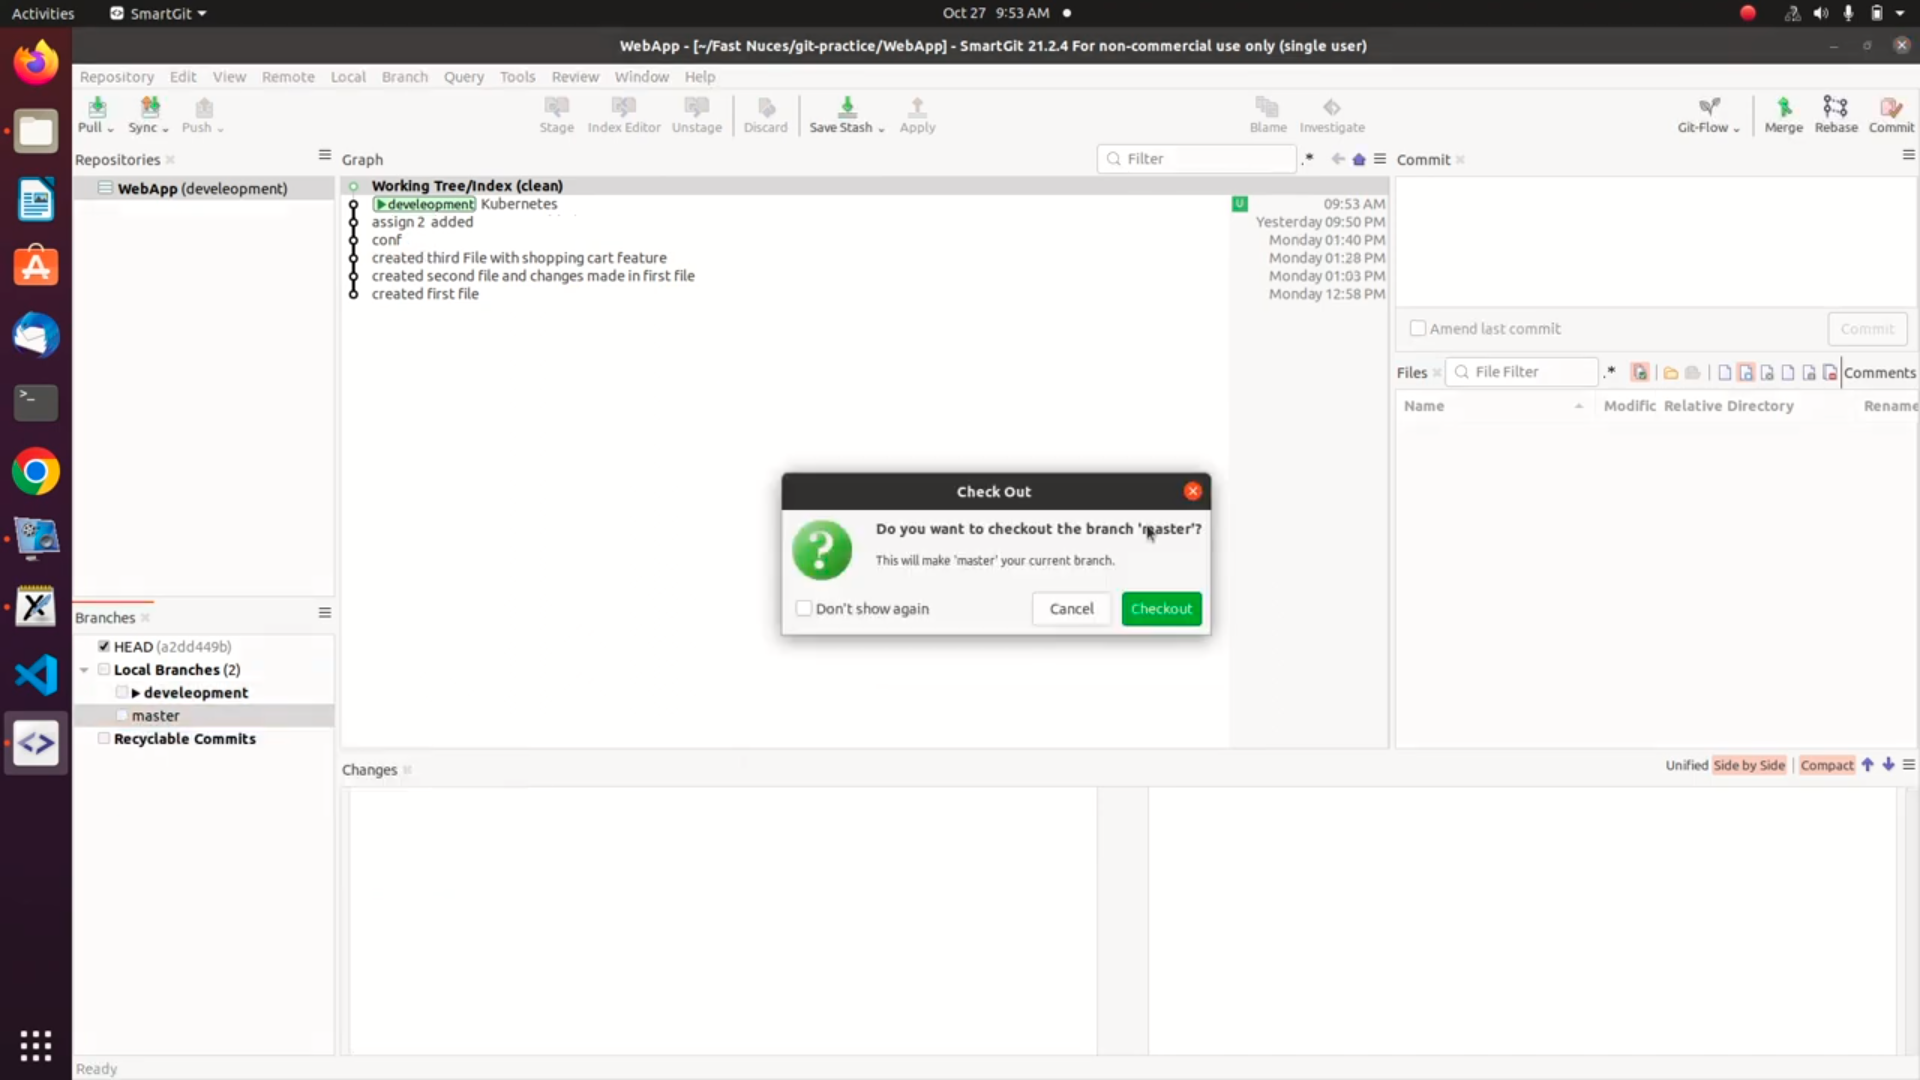 Activities SmartGit Oct 27 9:53 AM
WebApp - [~/Fast Nuces/git-practice/WebApp] - SmartGit 21.2.4 For non-commercial use only (single user)
Repository Edit View Remote Local Branch Query Tools Review Window Help
Pull Sync Push Stage Index Editor Unstage Discard Save Stash Apply Blame Investigate Git-Flow Merge Rebase Commit
Repositories Graph Filter .* Commit
WebApp (develeopment)
Working Tree/Index (clean)
develeopment Kubernetes U 09:53 AM
assign 2 added Yesterday 09:50 PM
conf Monday 01:40 PM
created third File with shopping cart feature Monday 01:28 PM
created second file and changes made in first file Monday 01:03 PM
created first file Monday 12:58 PM
Amend last commit Commit
Files File Filter .* Comments
Name Modific Relative Directory Rename
Check Out
Do you want to checkout the branch 'master'?
This will make 'master' your current branch.
Don't show again Cancel Checkout
Branches
HEAD (a2dd449b)
Local Branches (2)
develeopment
master
Recyclable Commits
Changes Unified Side by Side Compact
Ready